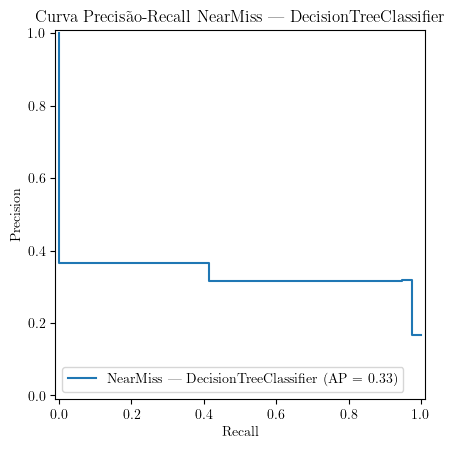 Curva Precisão-Recall NearMiss — DecisionTreeClassifier
1.0
0.8
0.6
0.4
0.2
0.0
Precision
NearMiss — DecisionTreeClassifier (AP = 0.33)
0.0 0.2 0.4 0.6 0.8 1.0
Recall